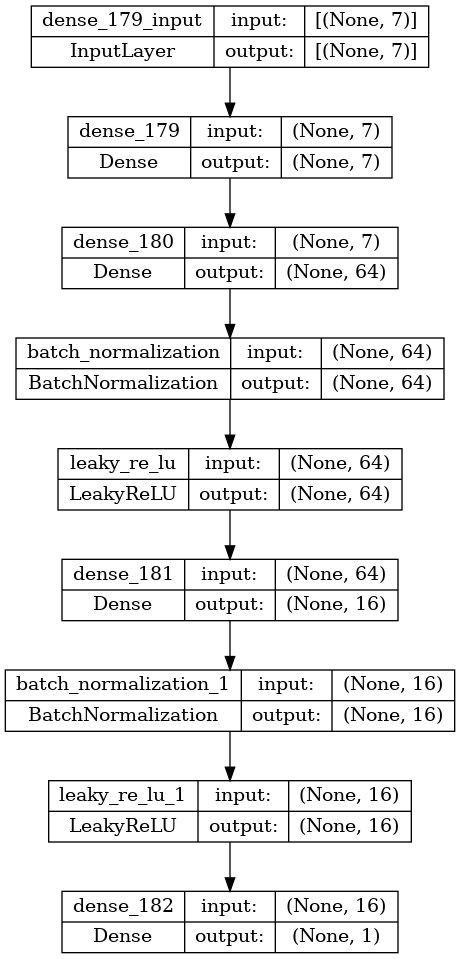 dense_179_input input: [(None, 7)]
InputLayer output: [(None, 7)]
dense_179 input: (None, 7)
Dense output: (None, 7)
dense_180 input: (None, 7)
Dense output: (None, 64)
batch_normalization input: (None, 64)
BatchNormalization output: (None, 64)
leaky_re_lu input: (None, 64)
LeakyReLU output: (None, 64)
dense_181 input: (None, 64)
Dense output: (None, 16)
batch_normalization_1 input: (None, 16)
BatchNormalization output: (None, 16)
leaky_re_lu_1 input: (None, 16)
LeakyReLU output: (None, 16)
dense_182 input: (None, 16)
Dense output: (None, 1)